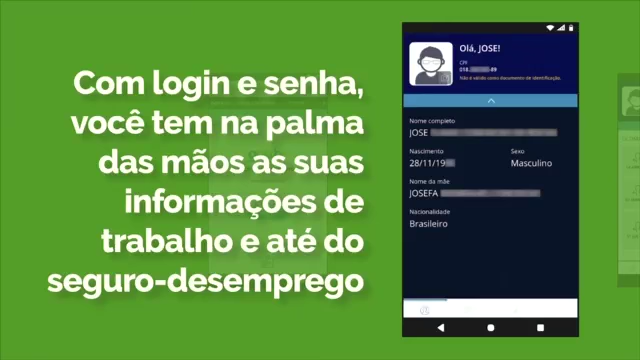 Com login e senha,
você tem na palma
das mãos as suas
informações de
trabalho e até do
seguro-desemprego
Olá, JOSE!
CPF
018. -89
Não é válido como documento de identificação.
Nome completo
JOSE
Nascimento Sexo
28/11/19 Masculino
Nome da mãe
JOSEFA
Nacionalidade
Brasileiro